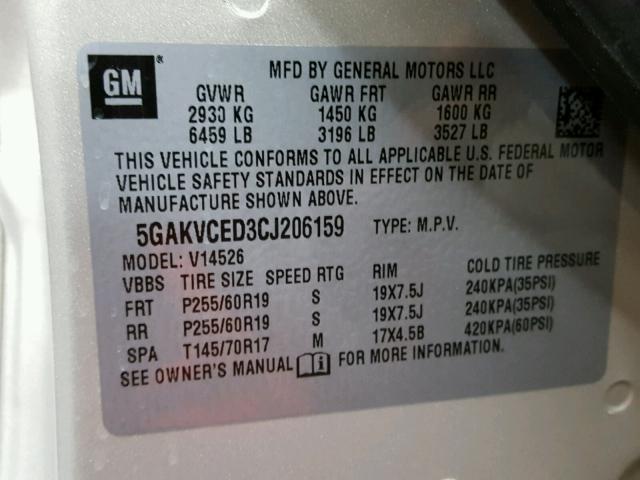 GM ®
MFD BY GENERAL MOTORS LLC
GVWR GAWR FRT GAWR RR
2930 KG 1450 KG 1600 KG
6459 LB 3196 LB 3527 LB
THIS VEHICLE CONFORMS TO ALL APPLICABLE U.S. FEDERAL MOTOR
VEHICLE SAFETY STANDARDS IN EFFECT ON THE DATE OF
MANUFACTURE SHOWN ABOVE.
5GAKVCED3CJ206159 TYPE: M.P.V.
MODEL: V14526
VBBS TIRE SIZE SPEED RTG RIM COLD TIRE PRESSURE
FRT P255/60R19 S 19X7.5J 240KPA(35PSI)
RR P255/60R19 S 19X7.5J 240KPA(35PSI)
SPA T145/70R17 M 17X4.5B 420KPA(60PSI)
SEE OWNER'S MANUAL i FOR MORE INFORMATION.